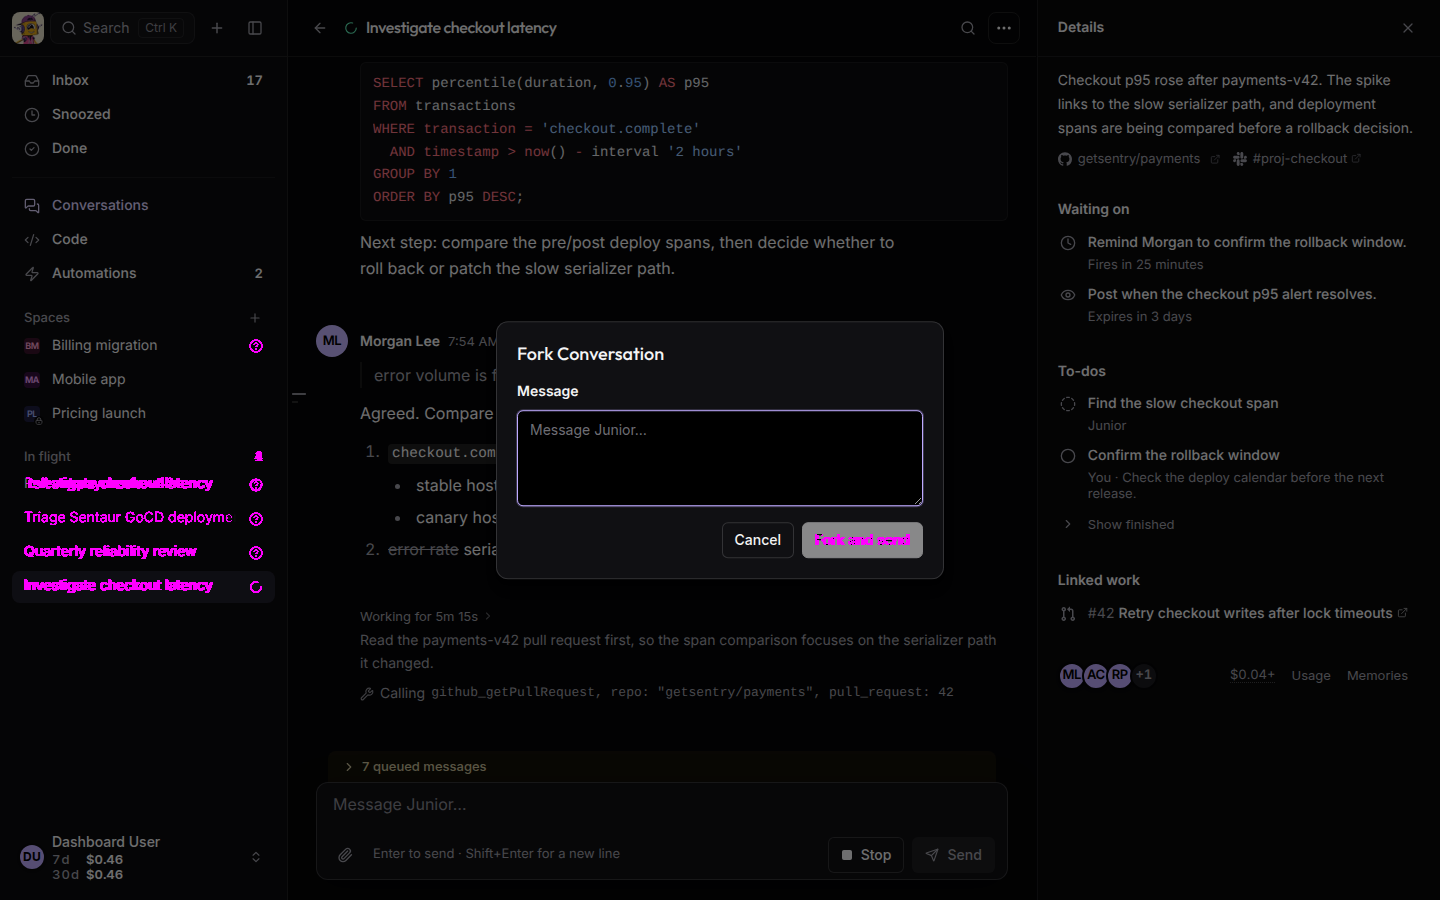 Search Ctrl K
Inbox 17
Snoozed
Done
Conversations
Code
Automations 2
Spaces
BM Billing migration
MA Mobile app
PL Pricing launch
In flight
Triage Sentaur GoCD deployme
Quarterly reliability review
Investigate checkout latency
DU Dashboard User
7d $0.46
30d $0.46
Investigate checkout latency
SELECT percentile(duration, 0.95) AS p95
FROM transactions
WHERE transaction = 'checkout.complete'
AND timestamp > now() - interval '2 hours'
GROUP BY 1
ORDER BY p95 DESC;
Next step: compare the pre/post deploy spans, then decide whether to
roll back or patch the slow serializer path.
ML Morgan Lee 7:54 AM
error volume is f
Agreed. Compare
1. checkout.com
stable host
canary hos
2. error rate seria
Working for 5m 15s
Read the payments-v42 pull request first, so the span comparison focuses on the serializer path
it changed.
Calling github_getPullRequest, repo: "getsentry/payments", pull_request: 42
7 queued messages
Message Junior...
Enter to send · Shift+Enter for a new line
Stop
Send
Fork Conversation
Message
Message Junior...
Cancel
Fork and send
Details
Checkout p95 rose after payments-v42. The spike
links to the slow serializer path, and deployment
spans are being compared before a rollback decision.
getsentry/payments #proj-checkout
Waiting on
Remind Morgan to confirm the rollback window.
Fires in 25 minutes
Post when the checkout p95 alert resolves.
Expires in 3 days
To-dos
Find the slow checkout span
Junior
Confirm the rollback window
You · Check the deploy calendar before the next
release.
Show finished
Linked work
#42 Retry checkout writes after lock timeouts
ML AC RP +1 $0.04+ Usage Memories